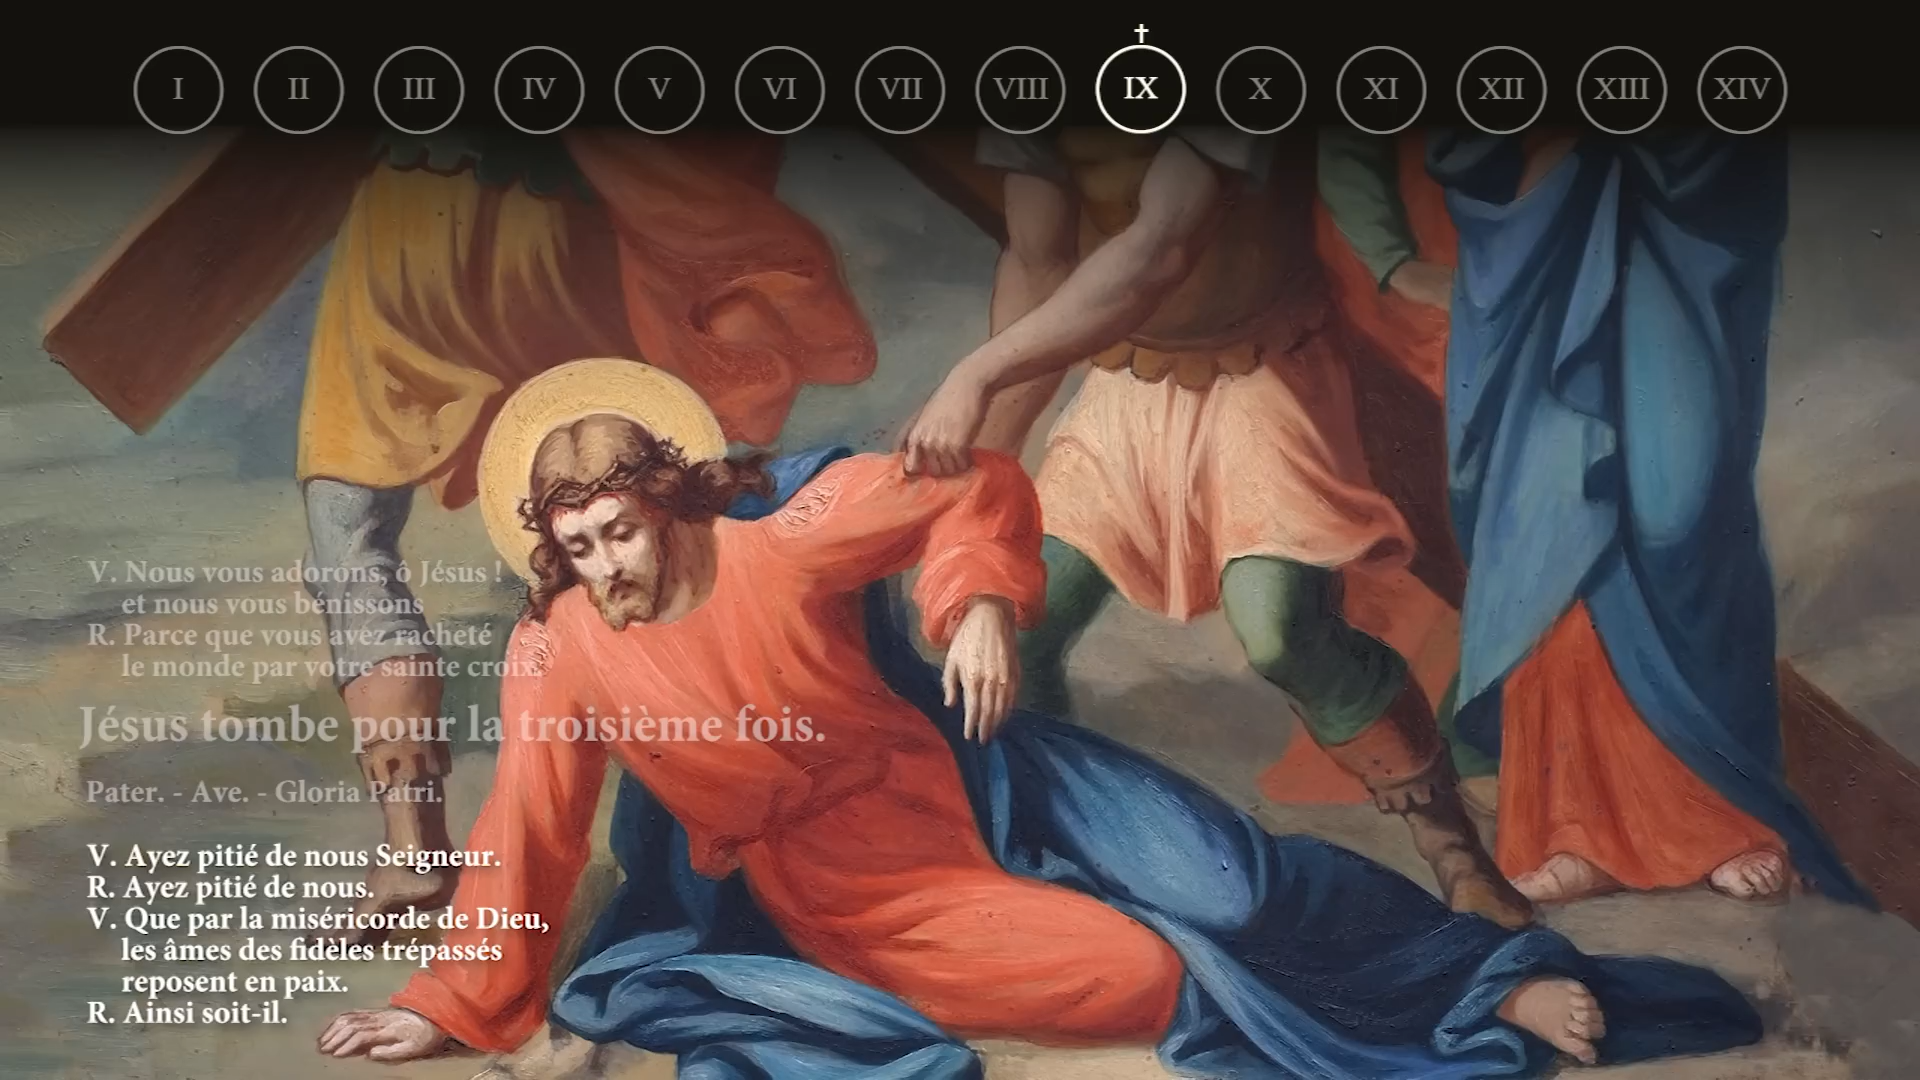 I II III IV V VI VII VIII IX X XI XII XIII XIV
V. Nous vous adorons, ô Jésus !
et nous vous bénissons
R. Parce que vous avez racheté
le monde par votre sainte croix.
Jésus tombe pour la troisième fois.
Pater. - Ave. - Gloria Patri.
V. Ayez pitié de nous Seigneur.
R. Ayez pitié de nous.
V. Que par la miséricorde de Dieu,
les âmes des fidèles trépassés
reposent en paix.
R. Ainsi soit-il.